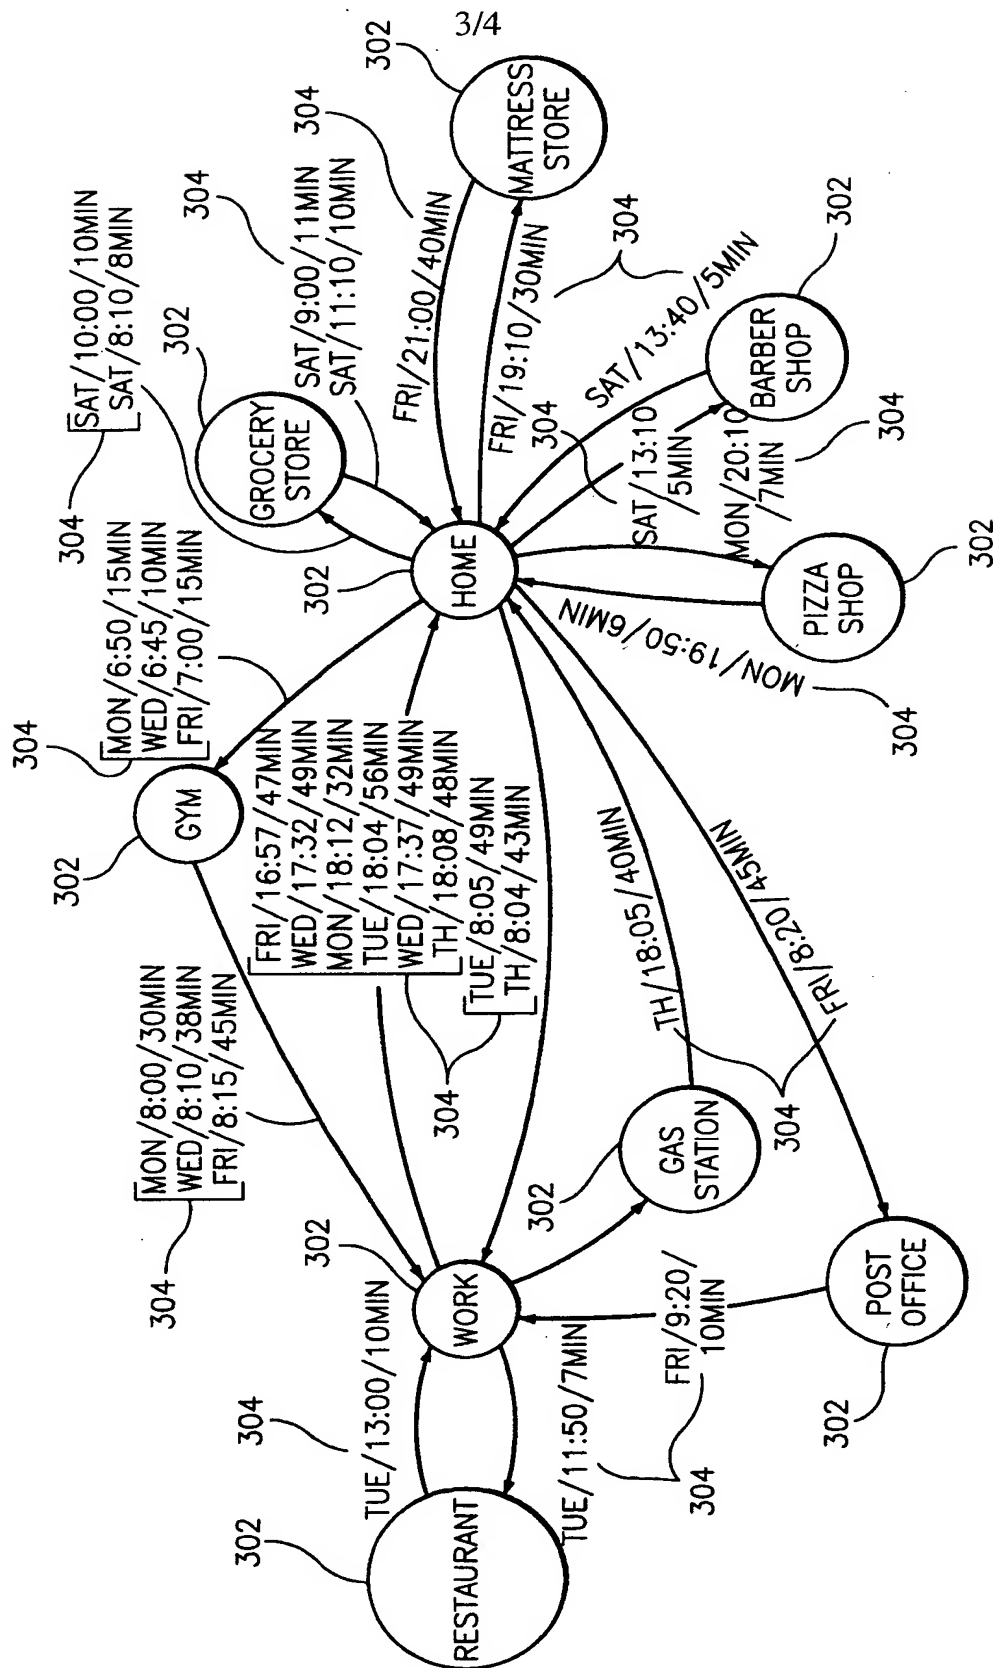 3/4
302
RESTAURANT
304
TUE/13:00/10MIN
TUE/11:50/7MIN
304
302
WORK
304
MON/8:00/30MIN
WED/8:10/38MIN
FRI/8:15/45MIN
FRI/9:20/
10MIN
302
POST
OFFICE
302
GAS
STATION
302
GYM
304
MON/6:50/15MIN
WED/6:45/10MIN
FRI/7:00/15MIN
FRI/16:57/47MIN
WED/17:32/49MIN
MON/18:12/32MIN
TUE/18:04/56MIN
WED/17:37/49MIN
TH/18:08/48MIN
304
TUE/8:05/49MIN
TH/8:04/43MIN
TH/18:05/40MIN
304
FRI/8:20/45MIN
302
HOME
304
SAT/10:00/10MIN
SAT/8:10/8MIN
302
GROCERY
STORE
304
SAT/9:00/11MIN
SAT/11:10/10MIN
304
FRI/21:00/40MIN
FRI/19:10/30MIN
304
302
MATTRESS
STORE
SAT/13:40/5MIN
304
SAT/13:10
/5MIN
302
BARBER
SHOP
MON/20:10
/7MIN
304
MON/19:50/6MIN
304
302
PIZZA
SHOP